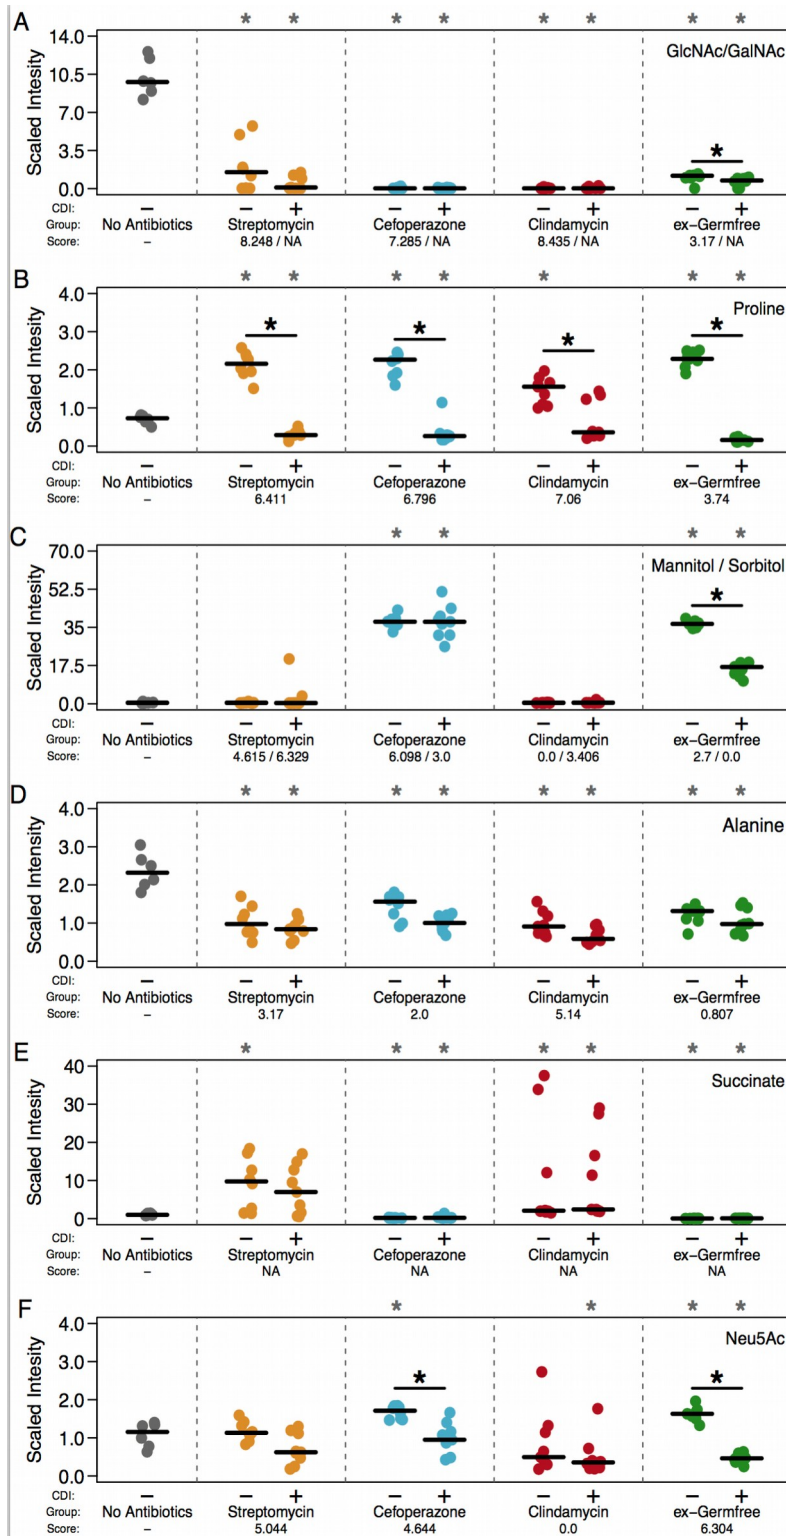 A
* * * * * * * *
14.0
GlcNAc/GalNAc
10.5
7.0
3.5
*
0.0
Scaled Intesity
CDI: − − + − + − + − +
Group: No Antibiotics Streptomycin Cefoperazone Clindamycin ex−Germfree
Score: − 8.248 / NA 7.285 / NA 8.435 / NA 3.17 / NA
B
* * * * * * *
4.0
Proline
3.0
* * * *
2.0
1.0
0.0
Scaled Intesity
CDI: − − + − + − + − +
Group: No Antibiotics Streptomycin Cefoperazone Clindamycin ex−Germfree
Score: − 6.411 6.796 7.06 3.74
C
* * * *
70.0
Mannitol / Sorbitol
52.5
*
35
17.5
0.0
Scaled Intesity
CDI: − − + − + − + − +
Group: No Antibiotics Streptomycin Cefoperazone Clindamycin ex−Germfree
Score: − 4.615 / 6.329 6.098 / 3.0 0.0 / 3.406 2.7 / 0.0
D
* * * * * * * *
4.0
Alanine
3.0
2.0
1.0
0.0
Scaled Intensity
CDI: − − + − + − + − +
Group: No Antibiotics Streptomycin Cefoperazone Clindamycin ex−Germfree
Score: − 3.17 2.0 5.14 0.807
E
* * * * * * *
40
Succinate
30
20
10
0
Scaled Intesity
CDI: − − + − + − + − +
Group: No Antibiotics Streptomycin Cefoperazone Clindamycin ex−Germfree
Score: − NA NA NA NA
F
* * * *
4.0
Neu5Ac
3.0
* *
2.0
1.0
0.0
Scaled Intesity
CDI: − − + − + − + − +
Group: No Antibiotics Streptomycin Cefoperazone Clindamycin ex−Germfree
Score: − 5.044 4.644 0.0 6.304